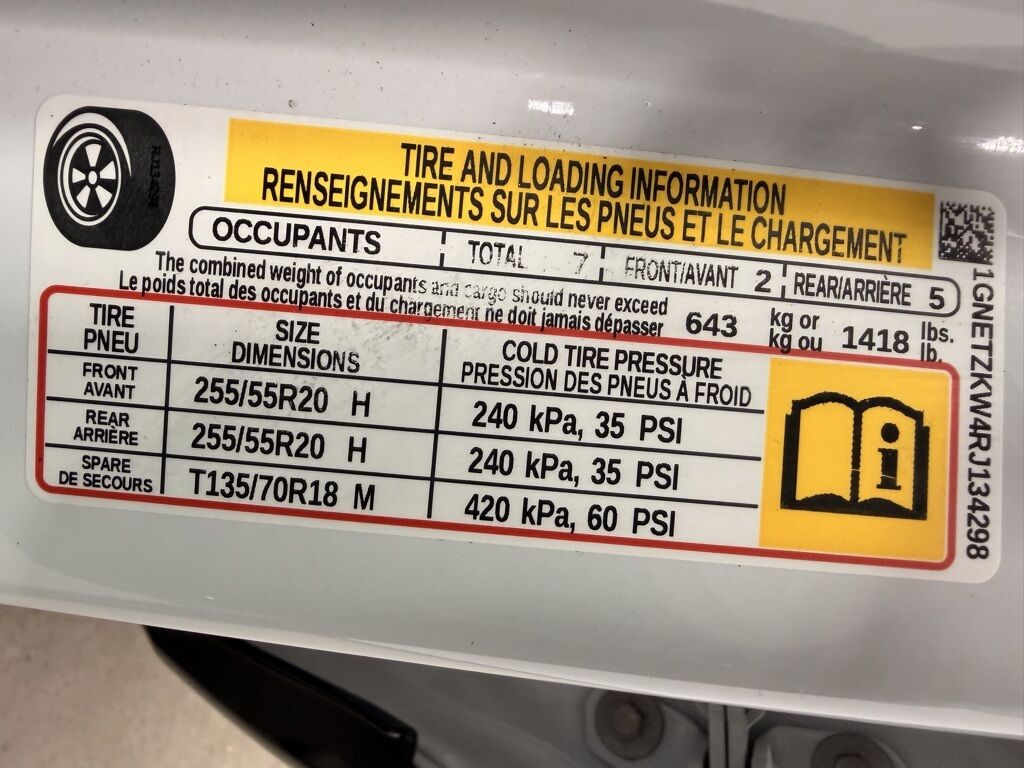 RJ134298
TIRE AND LOADING INFORMATION
RENSEIGNEMENTS SUR LES PNEUS ET LE CHARGEMENT
OCCUPANTS TOTAL 7 FRONT/AVANT 2 REAR/ARRIÈRE 5
The combined weight of occupants and cargo should never exceed
Le poids total des occupants et du chargement ne doit jamais dépasser
643 kg or 1418 lbs.
kg ou lb.
TIRE SIZE COLD TIRE PRESSURE
PNEU DIMENSIONS PRESSION DES PNEUS À FROID
FRONT
AVANT 255/55R20 H 240 kPa, 35 PSI
REAR
ARRIÈRE 255/55R20 H 240 kPa, 35 PSI
SPARE
DE SECOURS T135/70R18 M 420 kPa, 60 PSI
i
1GNETZKW4RJ134298